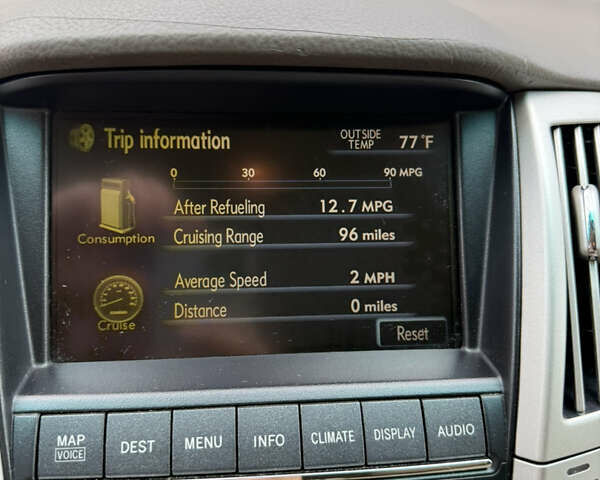 Trip information
OUTSIDE TEMP 77°F
0 30 60 90 MPG
After Refueling 12.7 MPG
Consumption
Cruising Range 96 miles
Average Speed 2 MPH
Distance 0 miles
Cruise
Reset
MAP VOICE DEST MENU INFO CLIMATE DISPLAY AUDIO